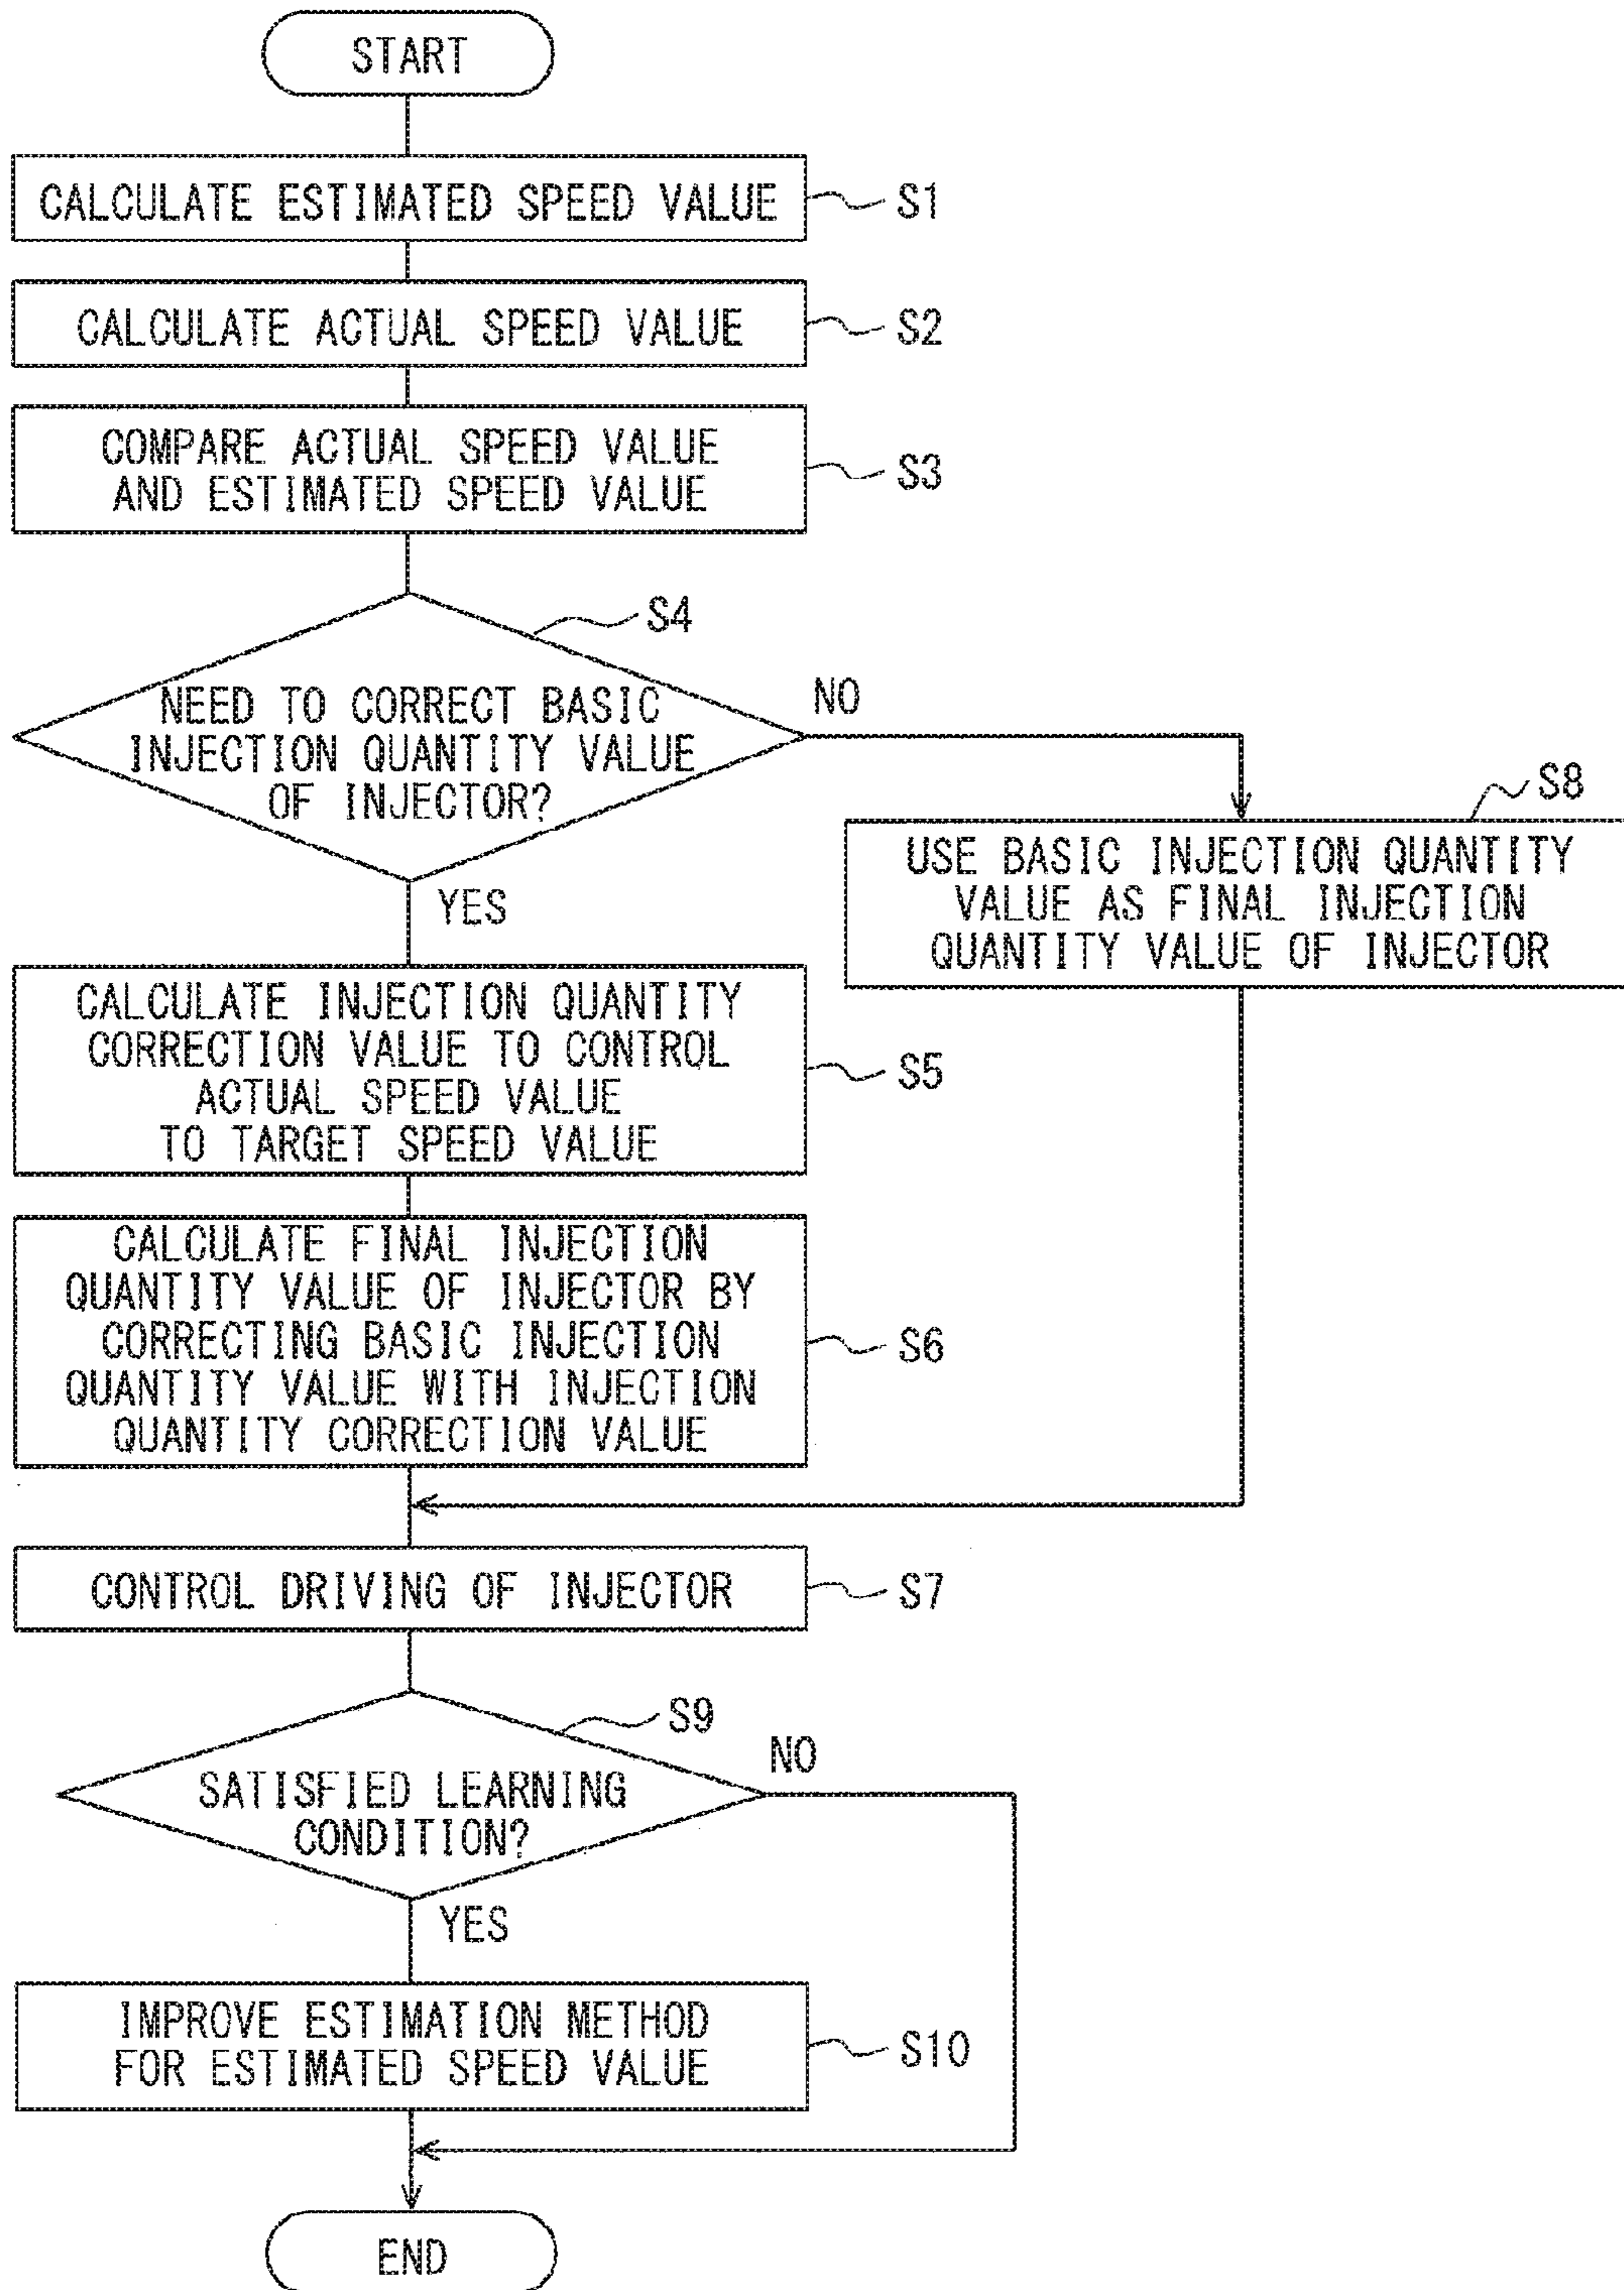 START
CALCULATE ESTIMATED SPEED VALUE
S1
CALCULATE ACTUAL SPEED VALUE
S2
COMPARE ACTUAL SPEED VALUE
AND ESTIMATED SPEED VALUE
S3
S4
NEED TO CORRECT BASIC
INJECTION QUANTITY VALUE
OF INJECTOR?
NO
YES
S8
USE BASIC INJECTION QUANTITY
VALUE AS FINAL INJECTION
QUANTITY VALUE OF INJECTOR
CALCULATE INJECTION QUANTITY
CORRECTION VALUE TO CONTROL
ACTUAL SPEED VALUE
TO TARGET SPEED VALUE
S5
CALCULATE FINAL INJECTION
QUANTITY VALUE OF INJECTOR BY
CORRECTING BASIC INJECTION
QUANTITY VALUE WITH INJECTION
QUANTITY CORRECTION VALUE
S6
CONTROL DRIVING OF INJECTOR
S7
S9
SATISFIED LEARNING
CONDITION?
NO
YES
IMPROVE ESTIMATION METHOD
FOR ESTIMATED SPEED VALUE
S10
END